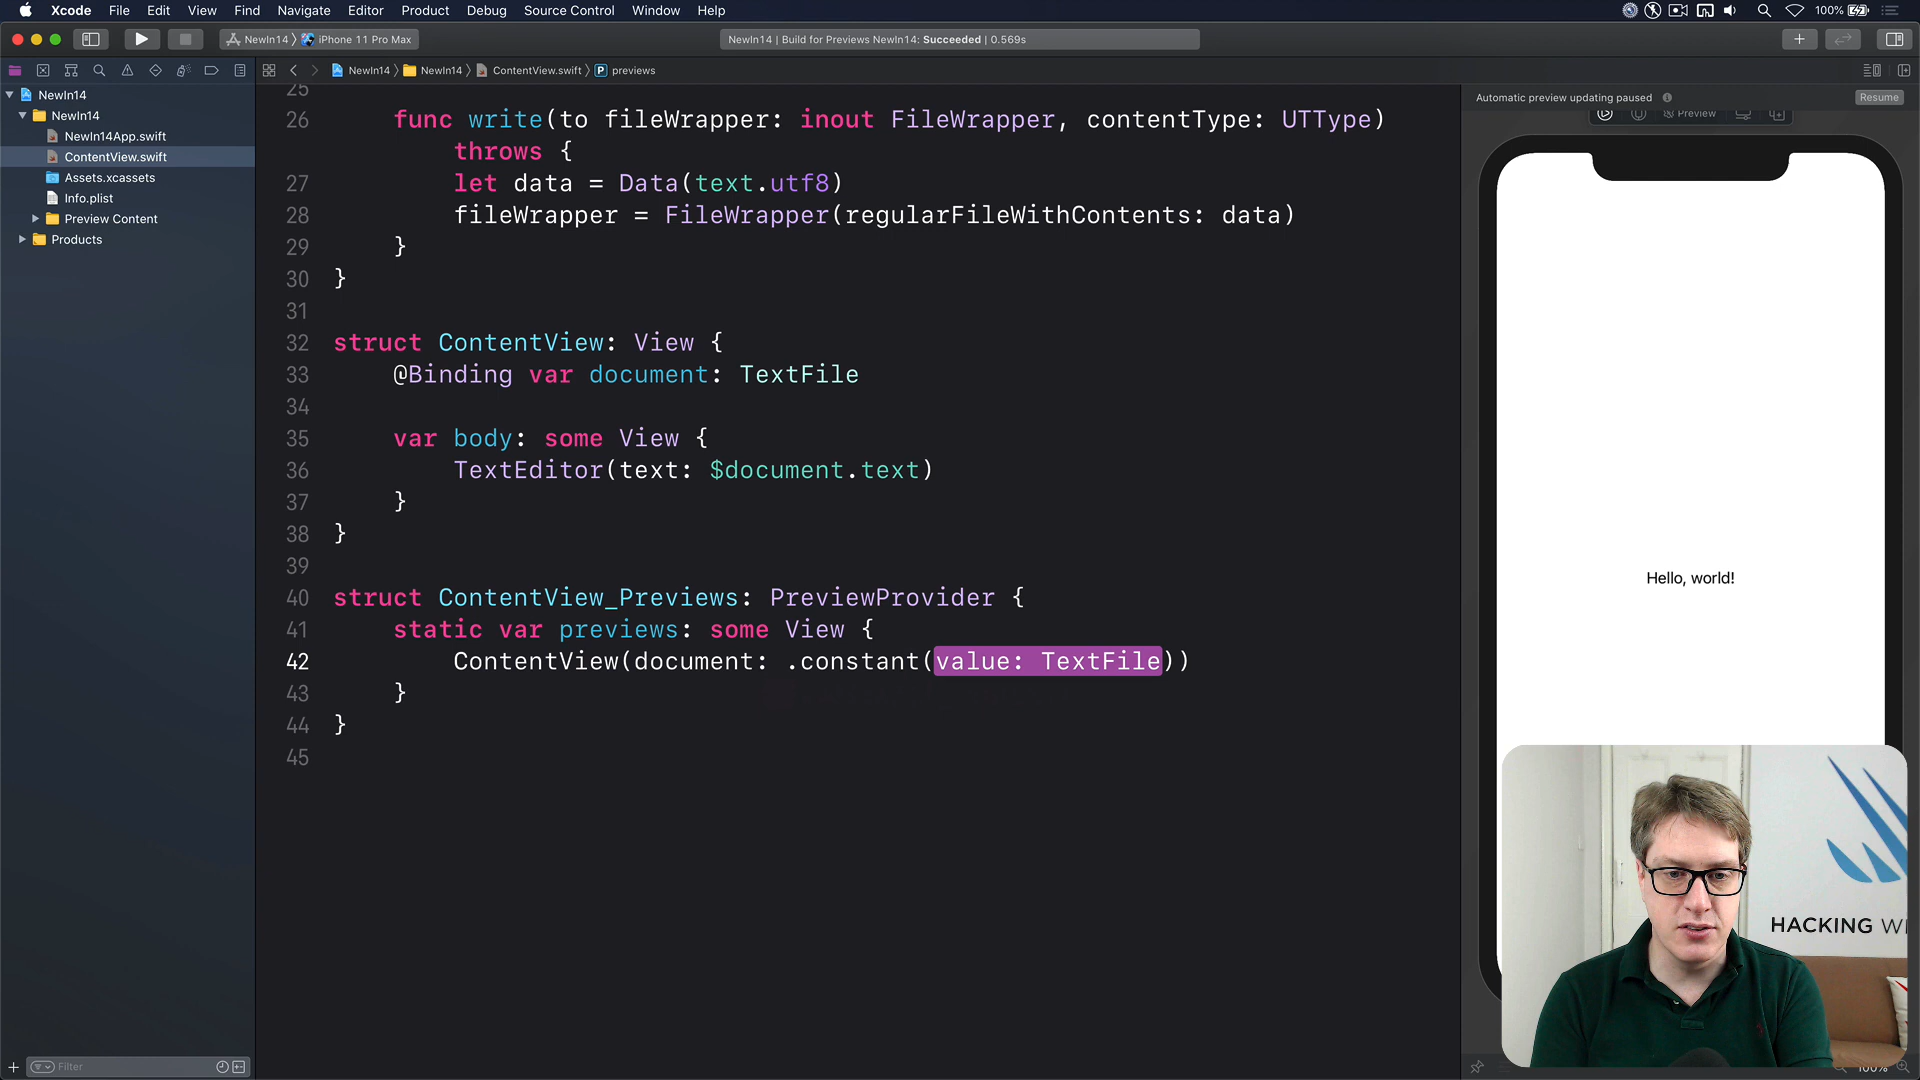 Xcode File Edit View Find Navigate Editor Product Debug Source Control Window Help 100%
NewIn14 iPhone 11 Pro Max
NewIn14 | Build for Previews NewIn14: Succeeded | 0.569s
NewIn14 NewIn14 ContentView.swift P previews
NewIn14
NewIn14
NewIn14App.swift
ContentView.swift
Assets.xcassets
Info.plist
Preview Content
Products
Filter
25
26 func write(to fileWrapper: inout FileWrapper, contentType: UTType)
throws {
27 let data = Data(text.utf8)
28 fileWrapper = FileWrapper(regularFileWithContents: data)
29 }
30 }
31
32 struct ContentView: View {
33 @Binding var document: TextFile
34
35 var body: some View {
36 TextEditor(text: $document.text)
37 }
38 }
39
40 struct ContentView_Previews: PreviewProvider {
41 static var previews: some View {
42 ContentView(document: .constant(value: TextFile))
43 }
44 }
45
Automatic preview updating paused
Resume
Preview
Hello, world!
HACKING
100%